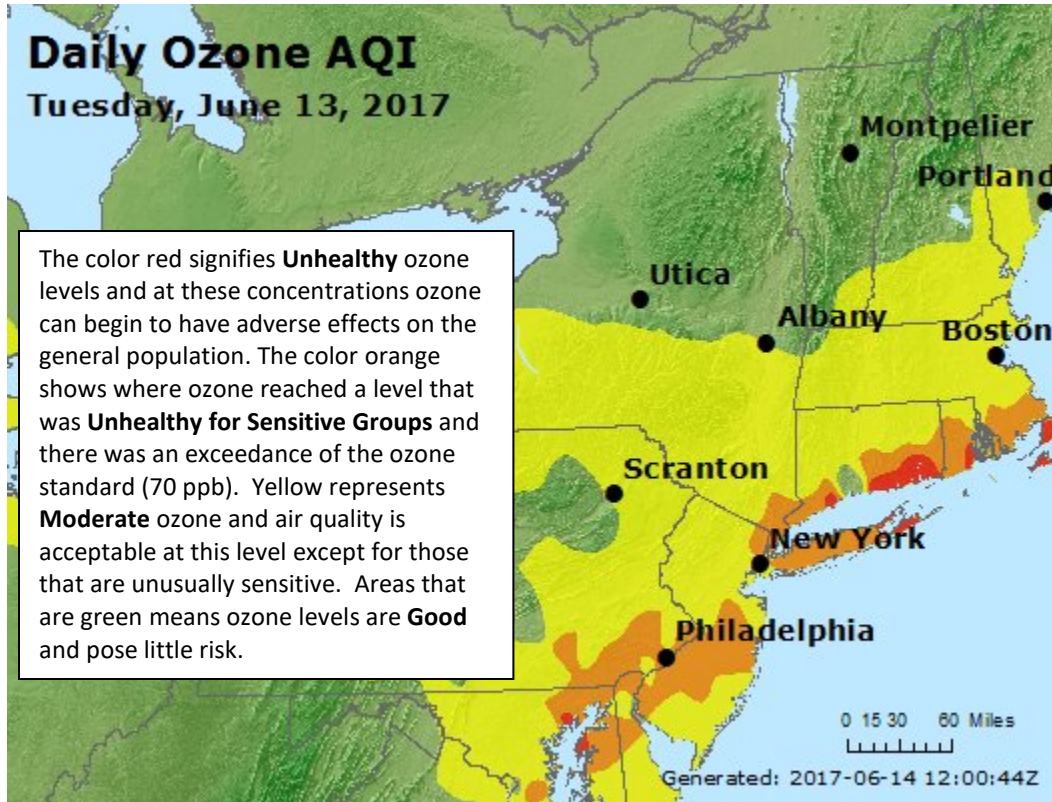 Daily Ozone AQI
Tuesday, June 13, 2017
Montpelier
Portland
The color red signifies Unhealthy ozone
levels and at these concentrations ozone
can begin to have adverse effects on the
general population. The color orange
shows where ozone reached a level that
was Unhealthy for Sensitive Groups and
there was an exceedance of the ozone
standard (70 ppb).  Yellow represents
Moderate ozone and air quality is
acceptable at this level except for those
that are unusually sensitive.  Areas that
are green means ozone levels are Good
and pose little risk.
Utica
Albany
Boston
Scranton
New York
Philadelphia
0 15 30 60 Miles
Generated: 2017-06-14 12:00:44Z